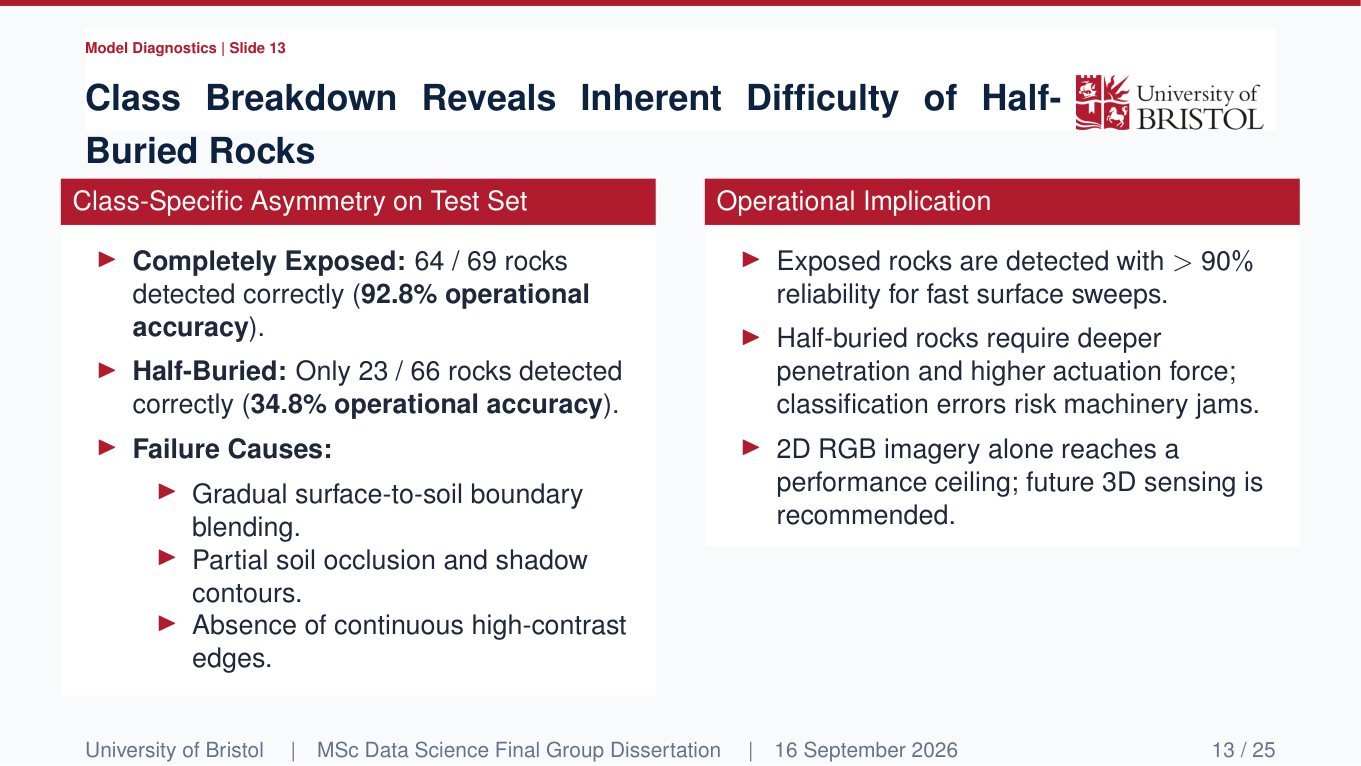 Model Diagnostics | Slide 13
Class Breakdown Reveals Inherent Difficulty of Half-
Buried Rocks
University of
BRISTOL
Class-Specific Asymmetry on Test Set
► Completely Exposed: 64 / 69 rocks
detected correctly (92.8% operational
accuracy).
► Half-Buried: Only 23 / 66 rocks detected
correctly (34.8% operational accuracy).
► Failure Causes:
► Gradual surface-to-soil boundary
blending.
► Partial soil occlusion and shadow
contours.
► Absence of continuous high-contrast
edges.
Operational Implication
► Exposed rocks are detected with > 90%
reliability for fast surface sweeps.
► Half-buried rocks require deeper
penetration and higher actuation force;
classification errors risk machinery jams.
► 2D RGB imagery alone reaches a
performance ceiling; future 3D sensing is
recommended.
University of Bristol | MSc Data Science Final Group Dissertation | 16 September 2026 13 / 25